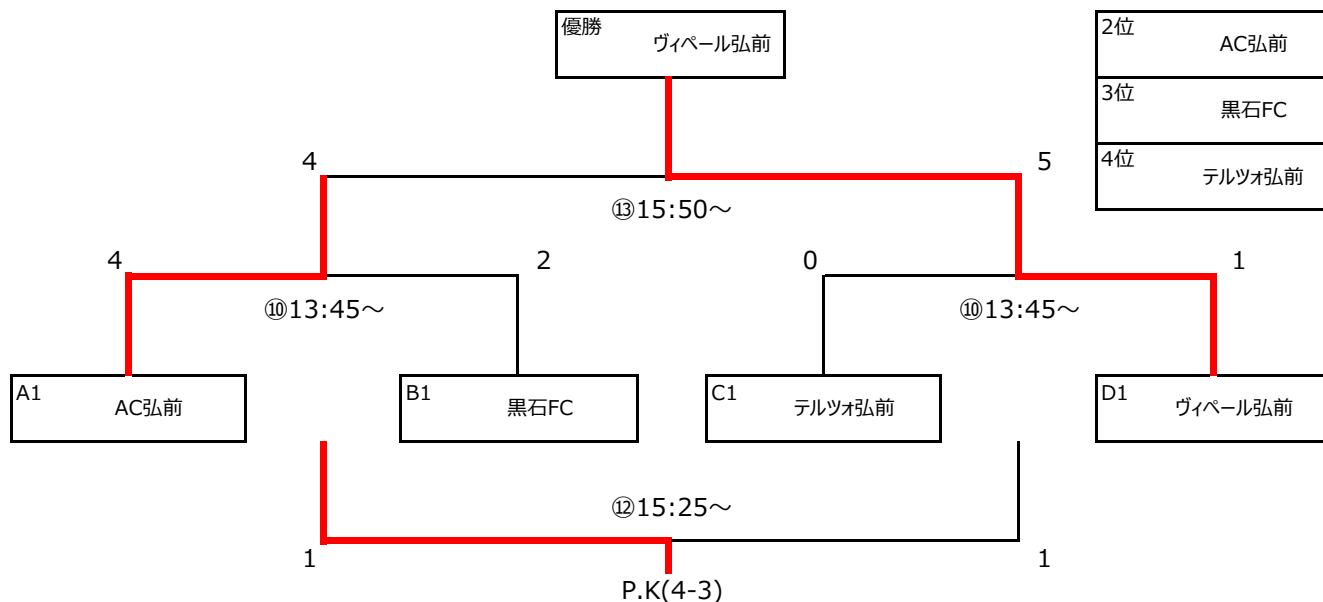 優勝
ヴィペール弘前
2位
AC弘前
3位
黒石FC
4位
テルツォ弘前
4
5
⑬15:50～
4
2
0
1
⑩13:45～
⑩13:45～
A1
AC弘前
B1
黒石FC
C1
テルツォ弘前
D1
ヴィペール弘前
⑫15:25～
1
1
P.K(4-3)